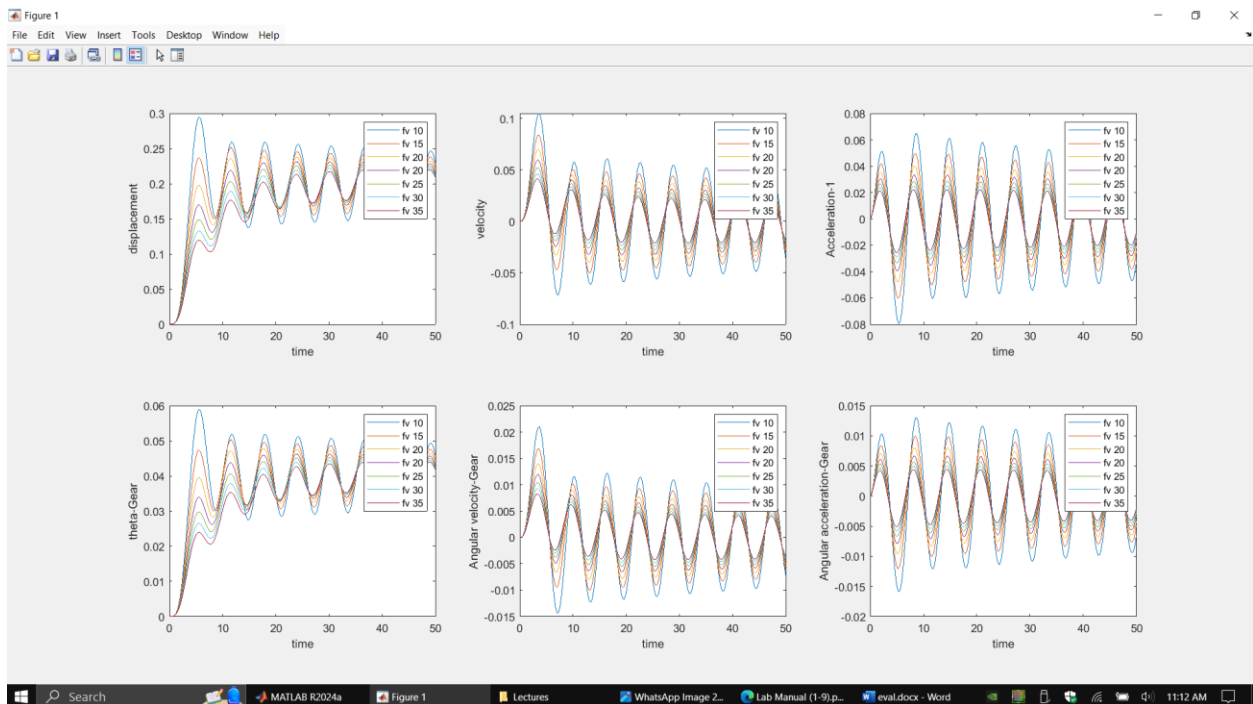 Figure 1
File Edit View Insert Tools Desktop Window Help
0.3
0.25
0.2
0.15
0.1
0.05
0
displacement
0 10 20 30 40 50
time
fv 10
fv 15
fv 20
fv 20
fv 25
fv 30
fv 35
0.1
0.05
0
-0.05
-0.1
velocity
0 10 20 30 40 50
time
fv 10
fv 15
fv 20
fv 20
fv 25
fv 30
fv 35
0.08
0.06
0.04
0.02
0
-0.02
-0.04
-0.06
-0.08
Acceleration-1
0 10 20 30 40 50
time
fv 10
fv 15
fv 20
fv 20
fv 25
fv 30
fv 35
0.06
0.05
0.04
0.03
0.02
0.01
0
theta-Gear
0 10 20 30 40 50
time
fv 10
fv 15
fv 20
fv 20
fv 25
fv 30
fv 35
0.025
0.02
0.015
0.01
0.005
0
-0.005
-0.01
-0.015
Angular velocity-Gear
0 10 20 30 40 50
time
fv 10
fv 15
fv 20
fv 20
fv 25
fv 30
fv 35
0.015
0.01
0.005
0
-0.005
-0.01
-0.015
-0.02
Angular acceleration-Gear
0 10 20 30 40 50
time
fv 10
fv 15
fv 20
fv 20
fv 25
fv 30
fv 35
Search MATLAB R2024a Figure 1 Lectures WhatsApp Image 2... Lab Manual (1-9).p... eval.docx - Word 11:12 AM